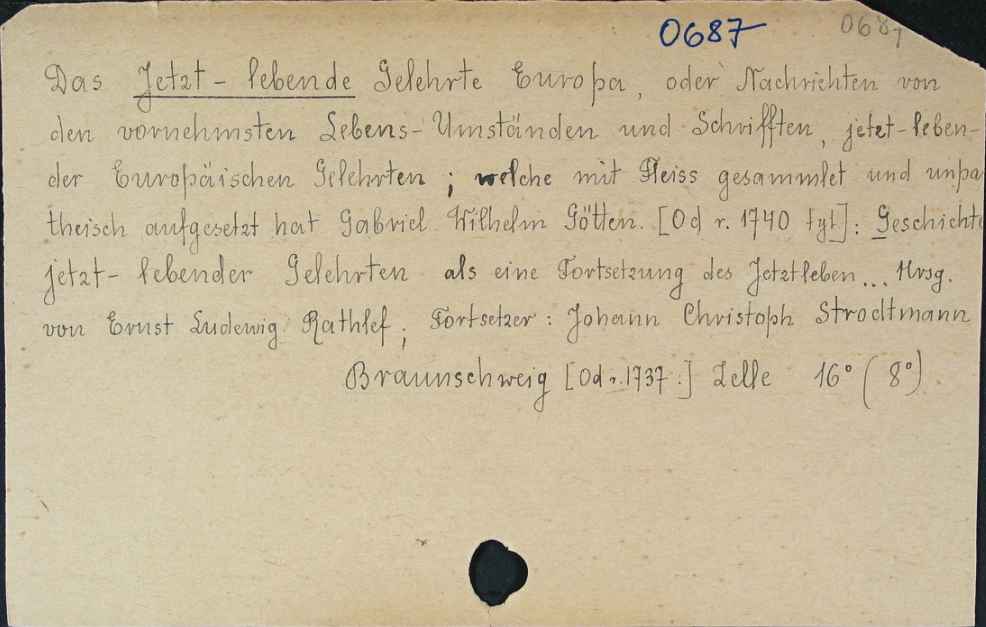 0687 0687
Das Jetzt-lebende Gelehrte Europa, oder Nachrichten von
den vornehmsten Lebens-Umständen und Schrifften, jetzt-leben-
der Europäischen Gelehrten; welche mit Fleiss gesammlet und unpa
theisch aufgesetzt hat Gabriel Wilhelm Götten. [Od r. 1740 tyt]: Geschichte
jetzt-lebender Gelehrten als eine Fortsetzung des Jetztleben... Hrsg.
von Ernst Ludewig Rathlef; Fortsetzer: Johann Christoph Strodtmann
Braunschweig [Od r. 1737.] Zelle 16° (8°)